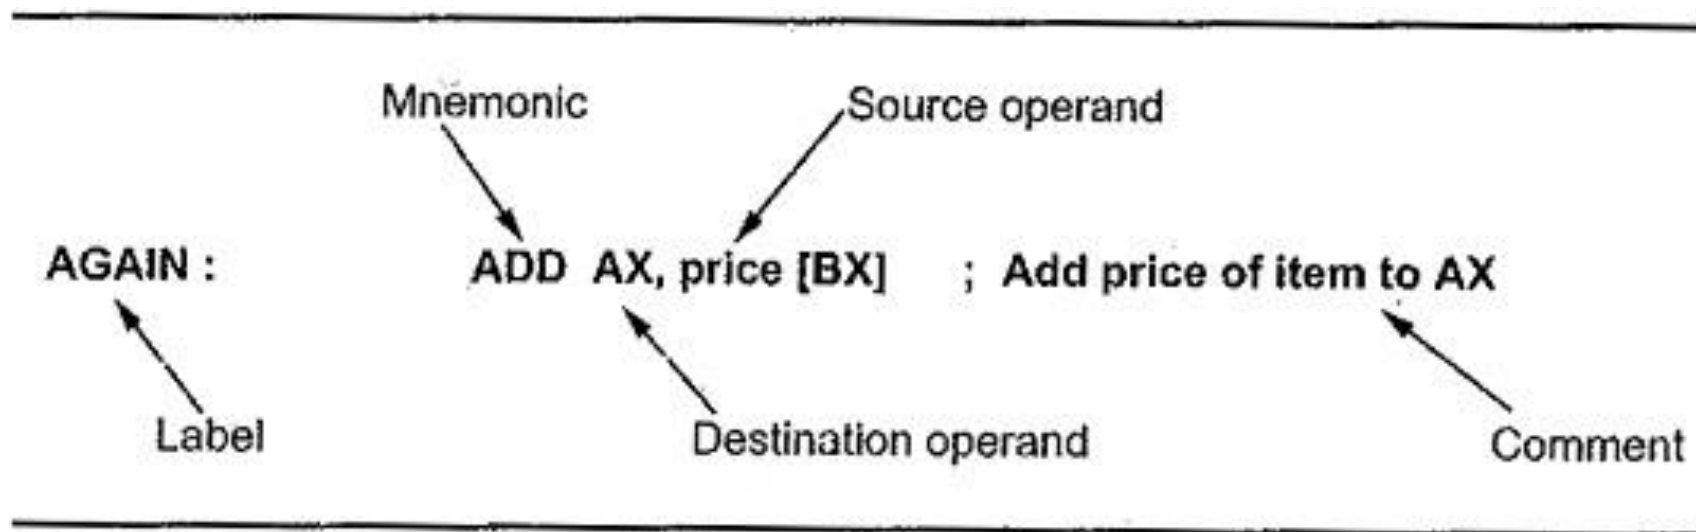 Mnemonic Source operand
AGAIN : ADD AX, price [BX] ; Add price of item to AX
Label Destination operand Comment